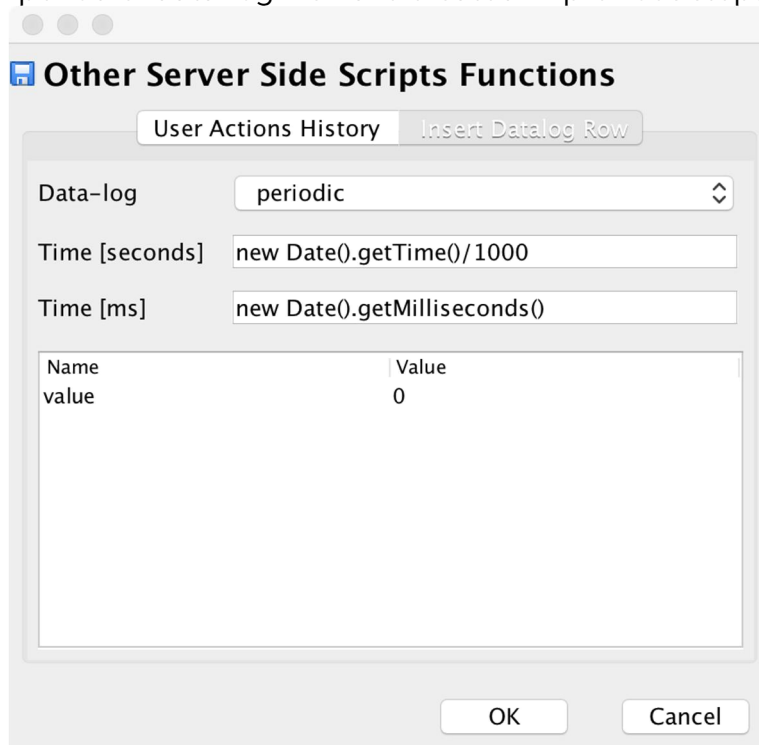 Other Server Side Scripts Functions
User Actions History Insert Datalog Row
Data-log periodic
Time [seconds] new Date().getTime()/1000
Time [ms] new Date().getMilliseconds()
Name Value
value 0
OK Cancel